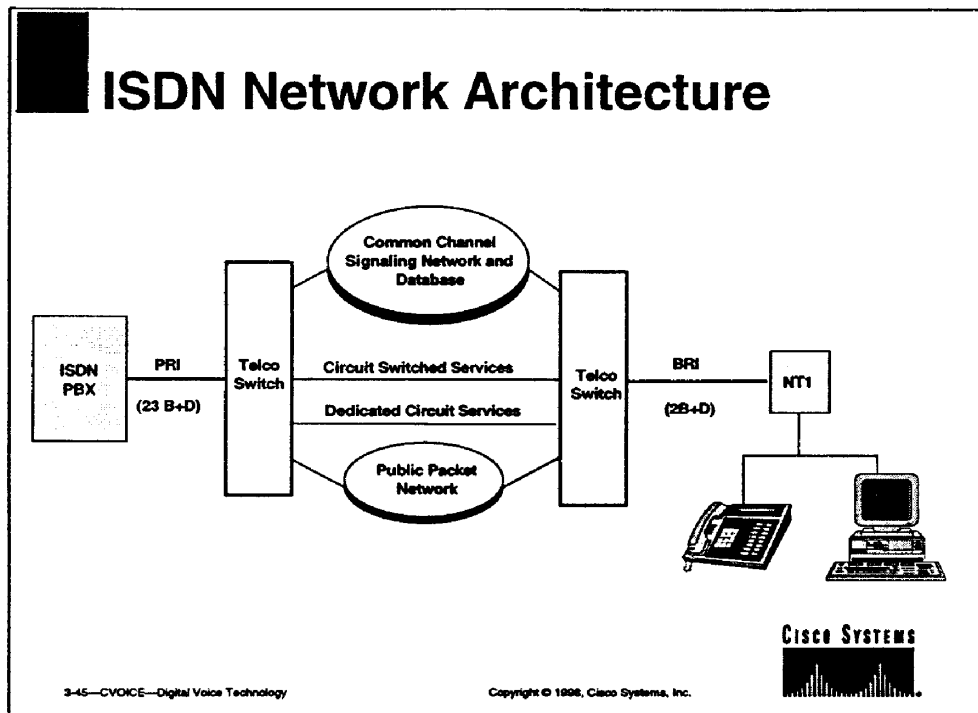 ISDN Network Architecture
Common Channel
Signaling Network and
Database
ISDN
PBX
PRI
(23 B+D)
Telco
Switch
Circuit Switched Services
Dedicated Circuit Services
Public Packet
Network
Telco
Switch
BRI
(2B+D)
NT1
CISCO SYSTEMS
3-45—CVOICE—Digital Voice Technology
Copyright © 1998, Cisco Systems, Inc.